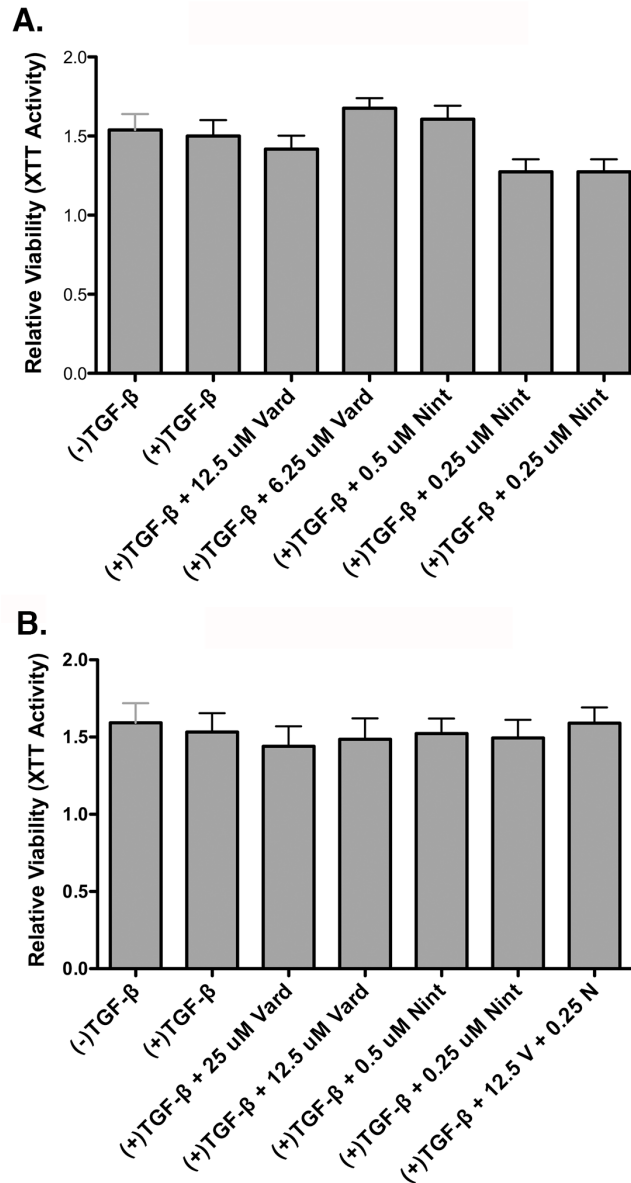 A.
Relative Viability (XTT Activity)
2.0
1.5
1.0
0.5
0.0
(-)TGF-β
(+)TGF-β
(+)TGF-β + 12.5 uM Vard
(+)TGF-β + 6.25 uM Vard
(+)TGF-β + 0.5 uM Nint
(+)TGF-β + 0.25 uM Nint
(+)TGF-β + 0.25 uM Nint
B.
Relative Viability (XTT Activity)
2.0
1.5
1.0
0.5
0.0
(-)TGF-β
(+)TGF-β
(+)TGF-β + 25 uM Vard
(+)TGF-β + 12.5 uM Vard
(+)TGF-β + 0.5 uM Nint
(+)TGF-β + 0.25 uM Nint
(+)TGF-β + 12.5 V + 0.25 N